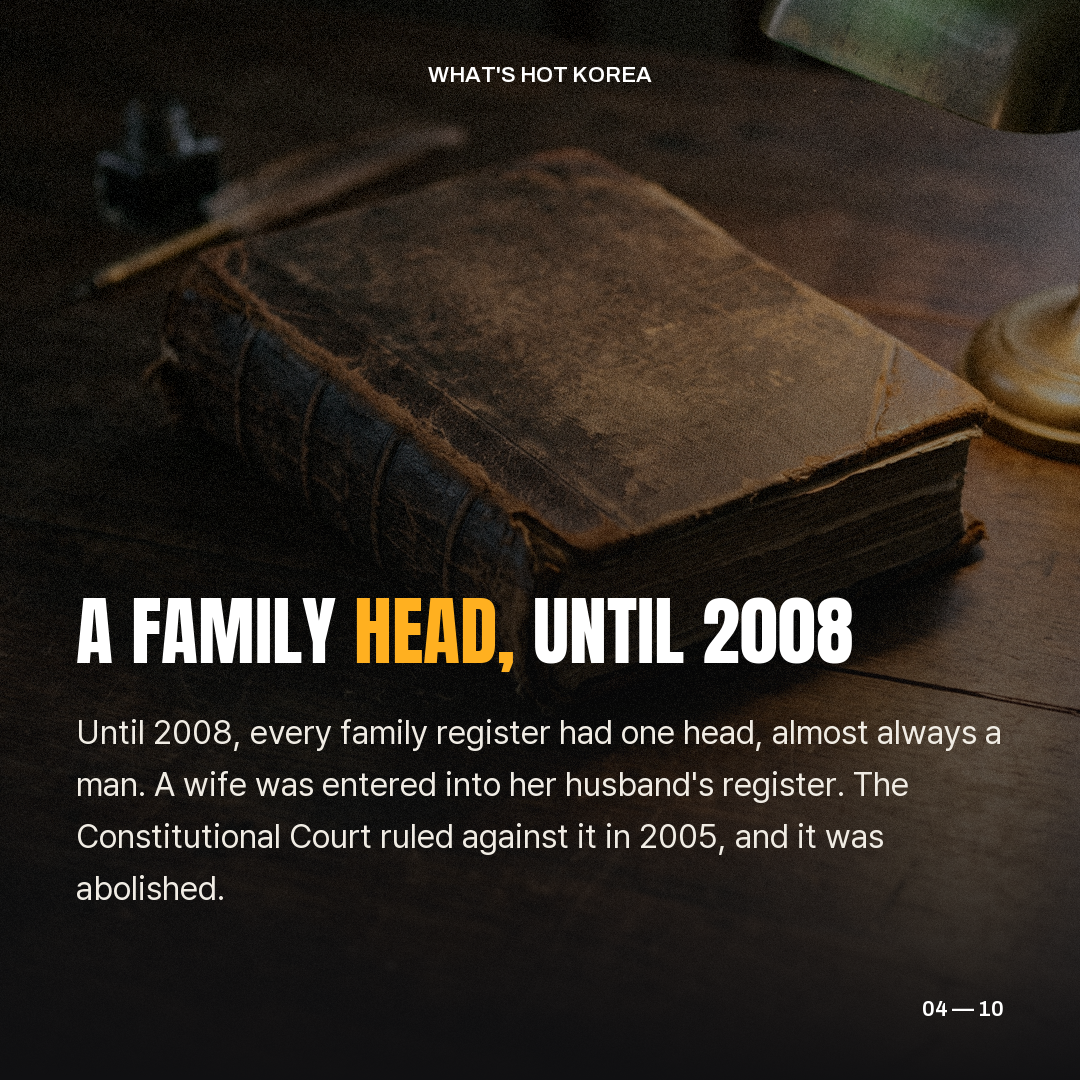 WHAT'S HOT KOREA
A FAMILY HEAD, UNTIL 2008
Until 2008, every family register had one head, almost always a
man. A wife was entered into her husband's register. The
Constitutional Court ruled against it in 2005, and it was
abolished.
04 — 10